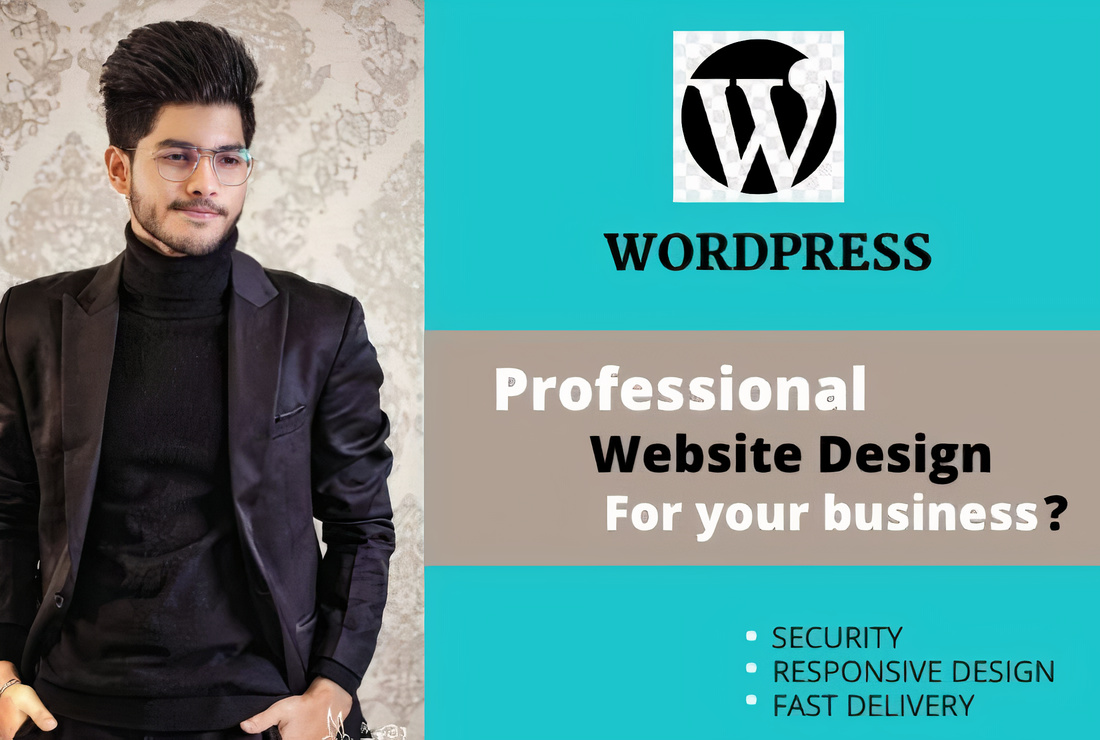 WORDPRESS
Professional
Website Design
For your business?
SECURITY
RESPONSIVE DESIGN
FAST DELIVERY